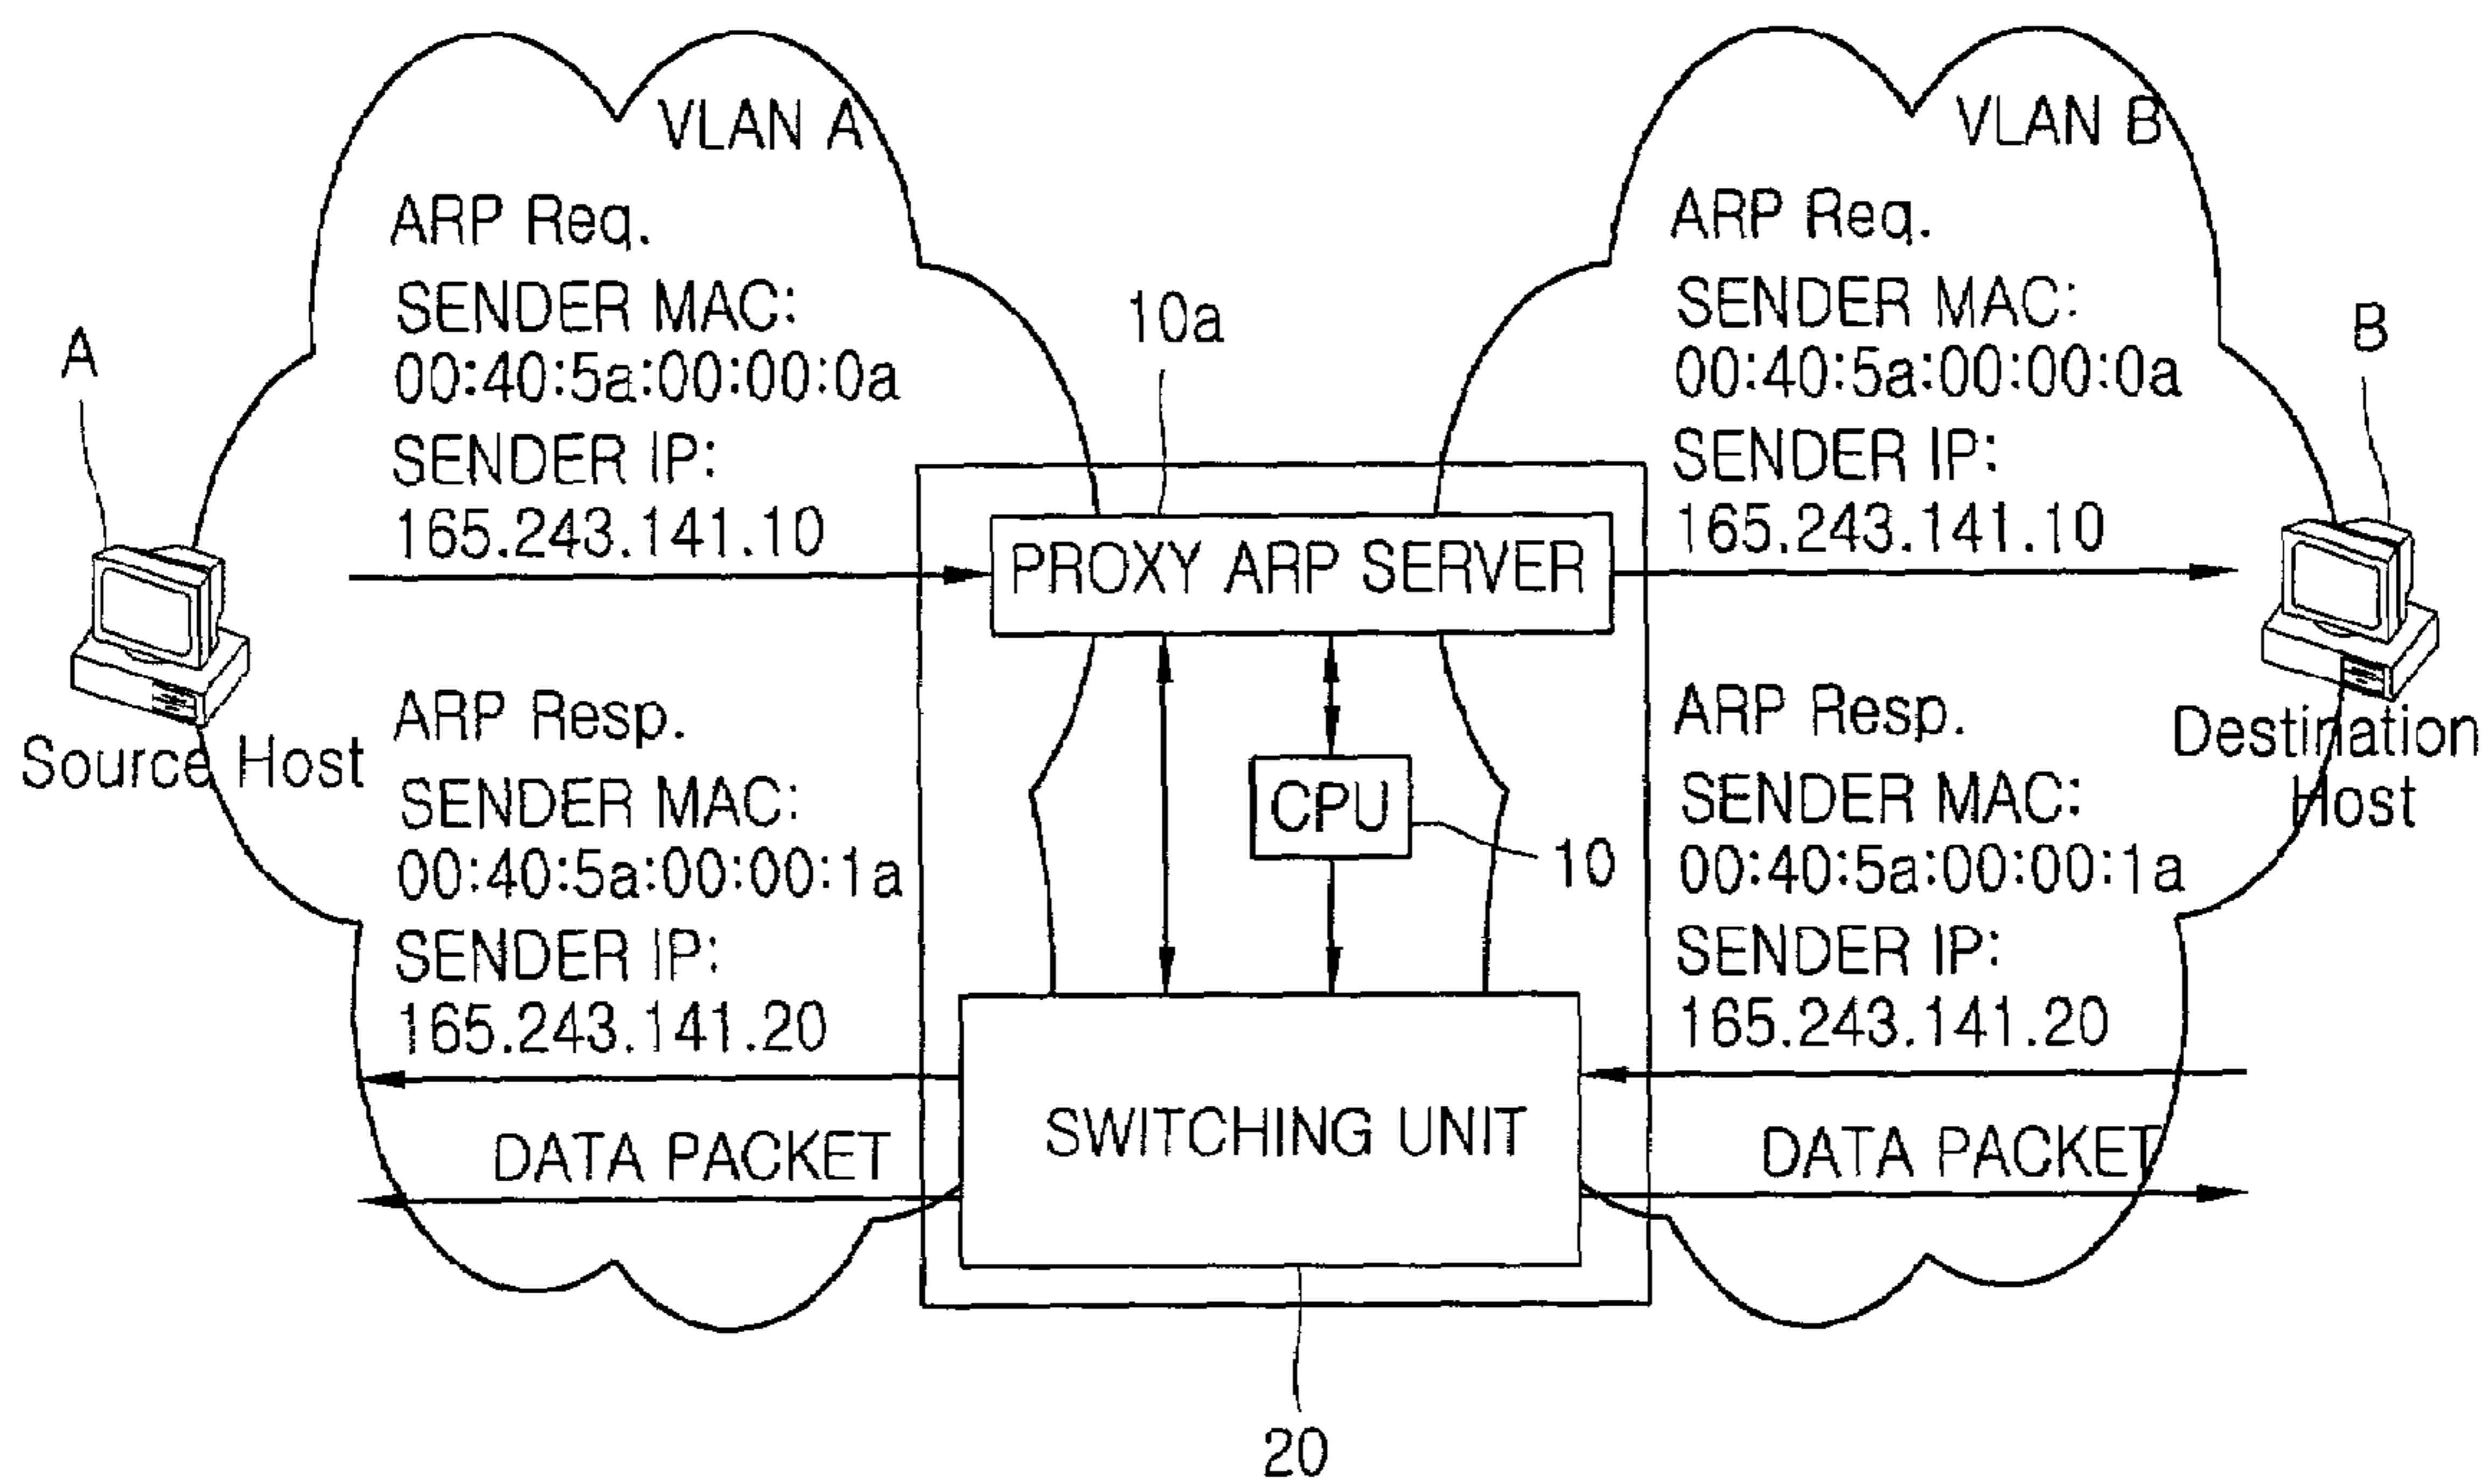 VLAN A
ARP Req.
SENDER MAC:
00:40:5a:00:00:0a
SENDER IP:
165.243.141.10
A
Source Host
ARP Resp.
SENDER MAC:
00:40:5a:00:00:1a
SENDER IP:
165.243.141.20
DATA PACKET
10a
PROXY ARP SERVER
CPU
10
SWITCHING UNIT
20
VLAN B
ARP Req.
SENDER MAC:
00:40:5a:00:00:0a
SENDER IP:
165.243.141.10
B
Destination
Host
ARP Resp.
SENDER MAC:
00:40:5a:00:00:1a
SENDER IP:
165.243.141.20
DATA PACKET